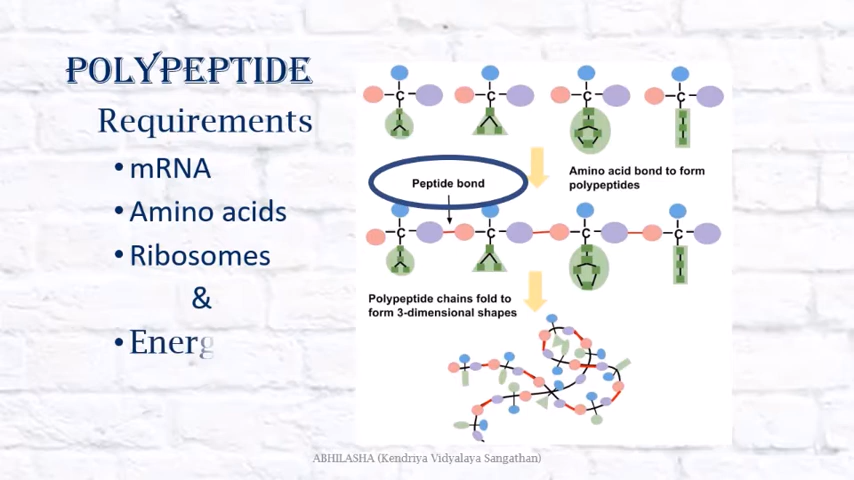 POLYPEPTIDE
Requirements
• mRNA
• Amino acids
• Ribosomes
&
• Energ
C C C C
Amino acid bond to form
polypeptides
Peptide bond
C C C C
Polypeptide chains fold to
form 3-dimensional shapes
ABHILASHA (Kendriya Vidyalaya Sangathan)